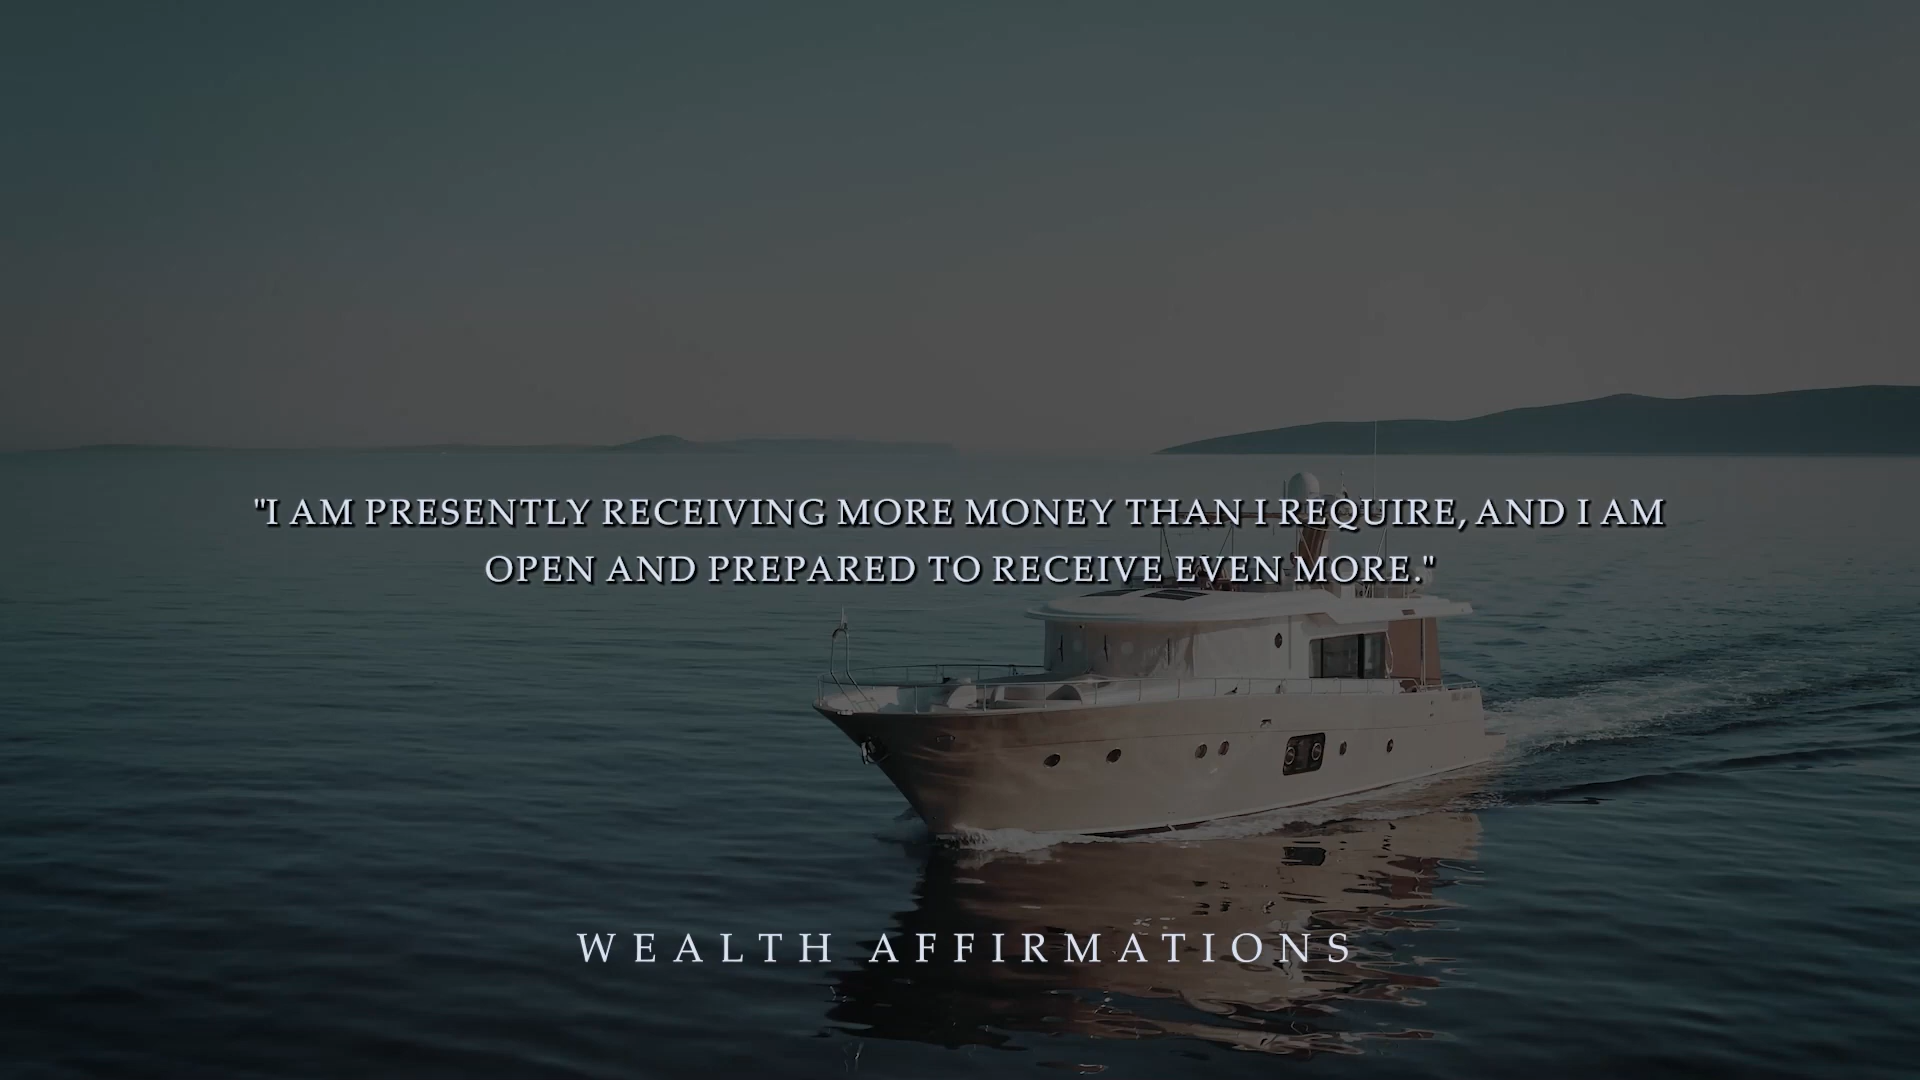 "I AM PRESENTLY RECEIVING MORE MONEY THAN I REQUIRE, AND I AM
OPEN AND PREPARED TO RECEIVE EVEN MORE."
WEALTH AFFIRMATIONS